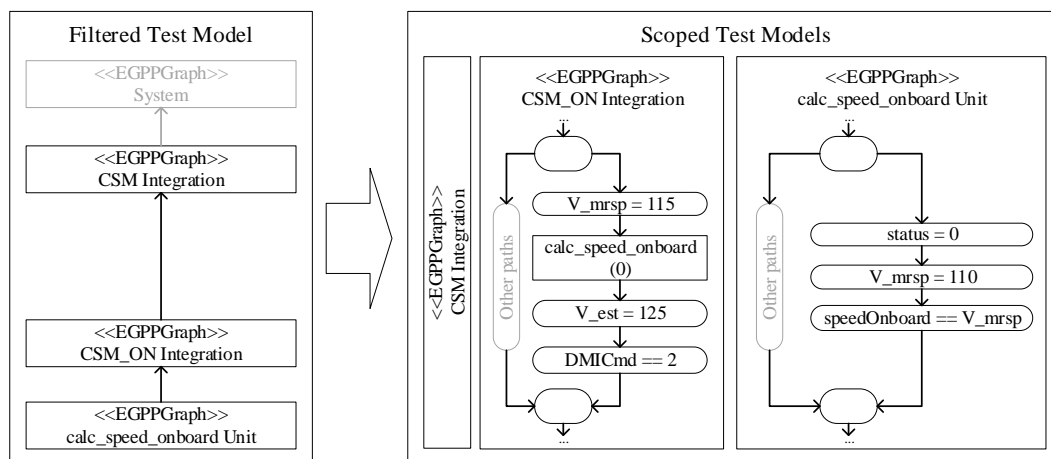 Filtered Test Model
<<EGPPGraph>>
System
<<EGPPGraph>>
CSM Integration
<<EGPPGraph>>
CSM_ON Integration
<<EGPPGraph>>
calc_speed_onboard Unit
Scoped Test Models
<<EGPPGraph>>
CSM Integration
<<EGPPGraph>>
CSM_ON Integration
...
Other paths
V_mrsp = 115
calc_speed_onboard
(0)
V_est = 125
DMICmd == 2
...
<<EGPPGraph>>
calc_speed_onboard Unit
...
Other paths
status = 0
V_mrsp = 110
speedOnboard == V_mrsp
...